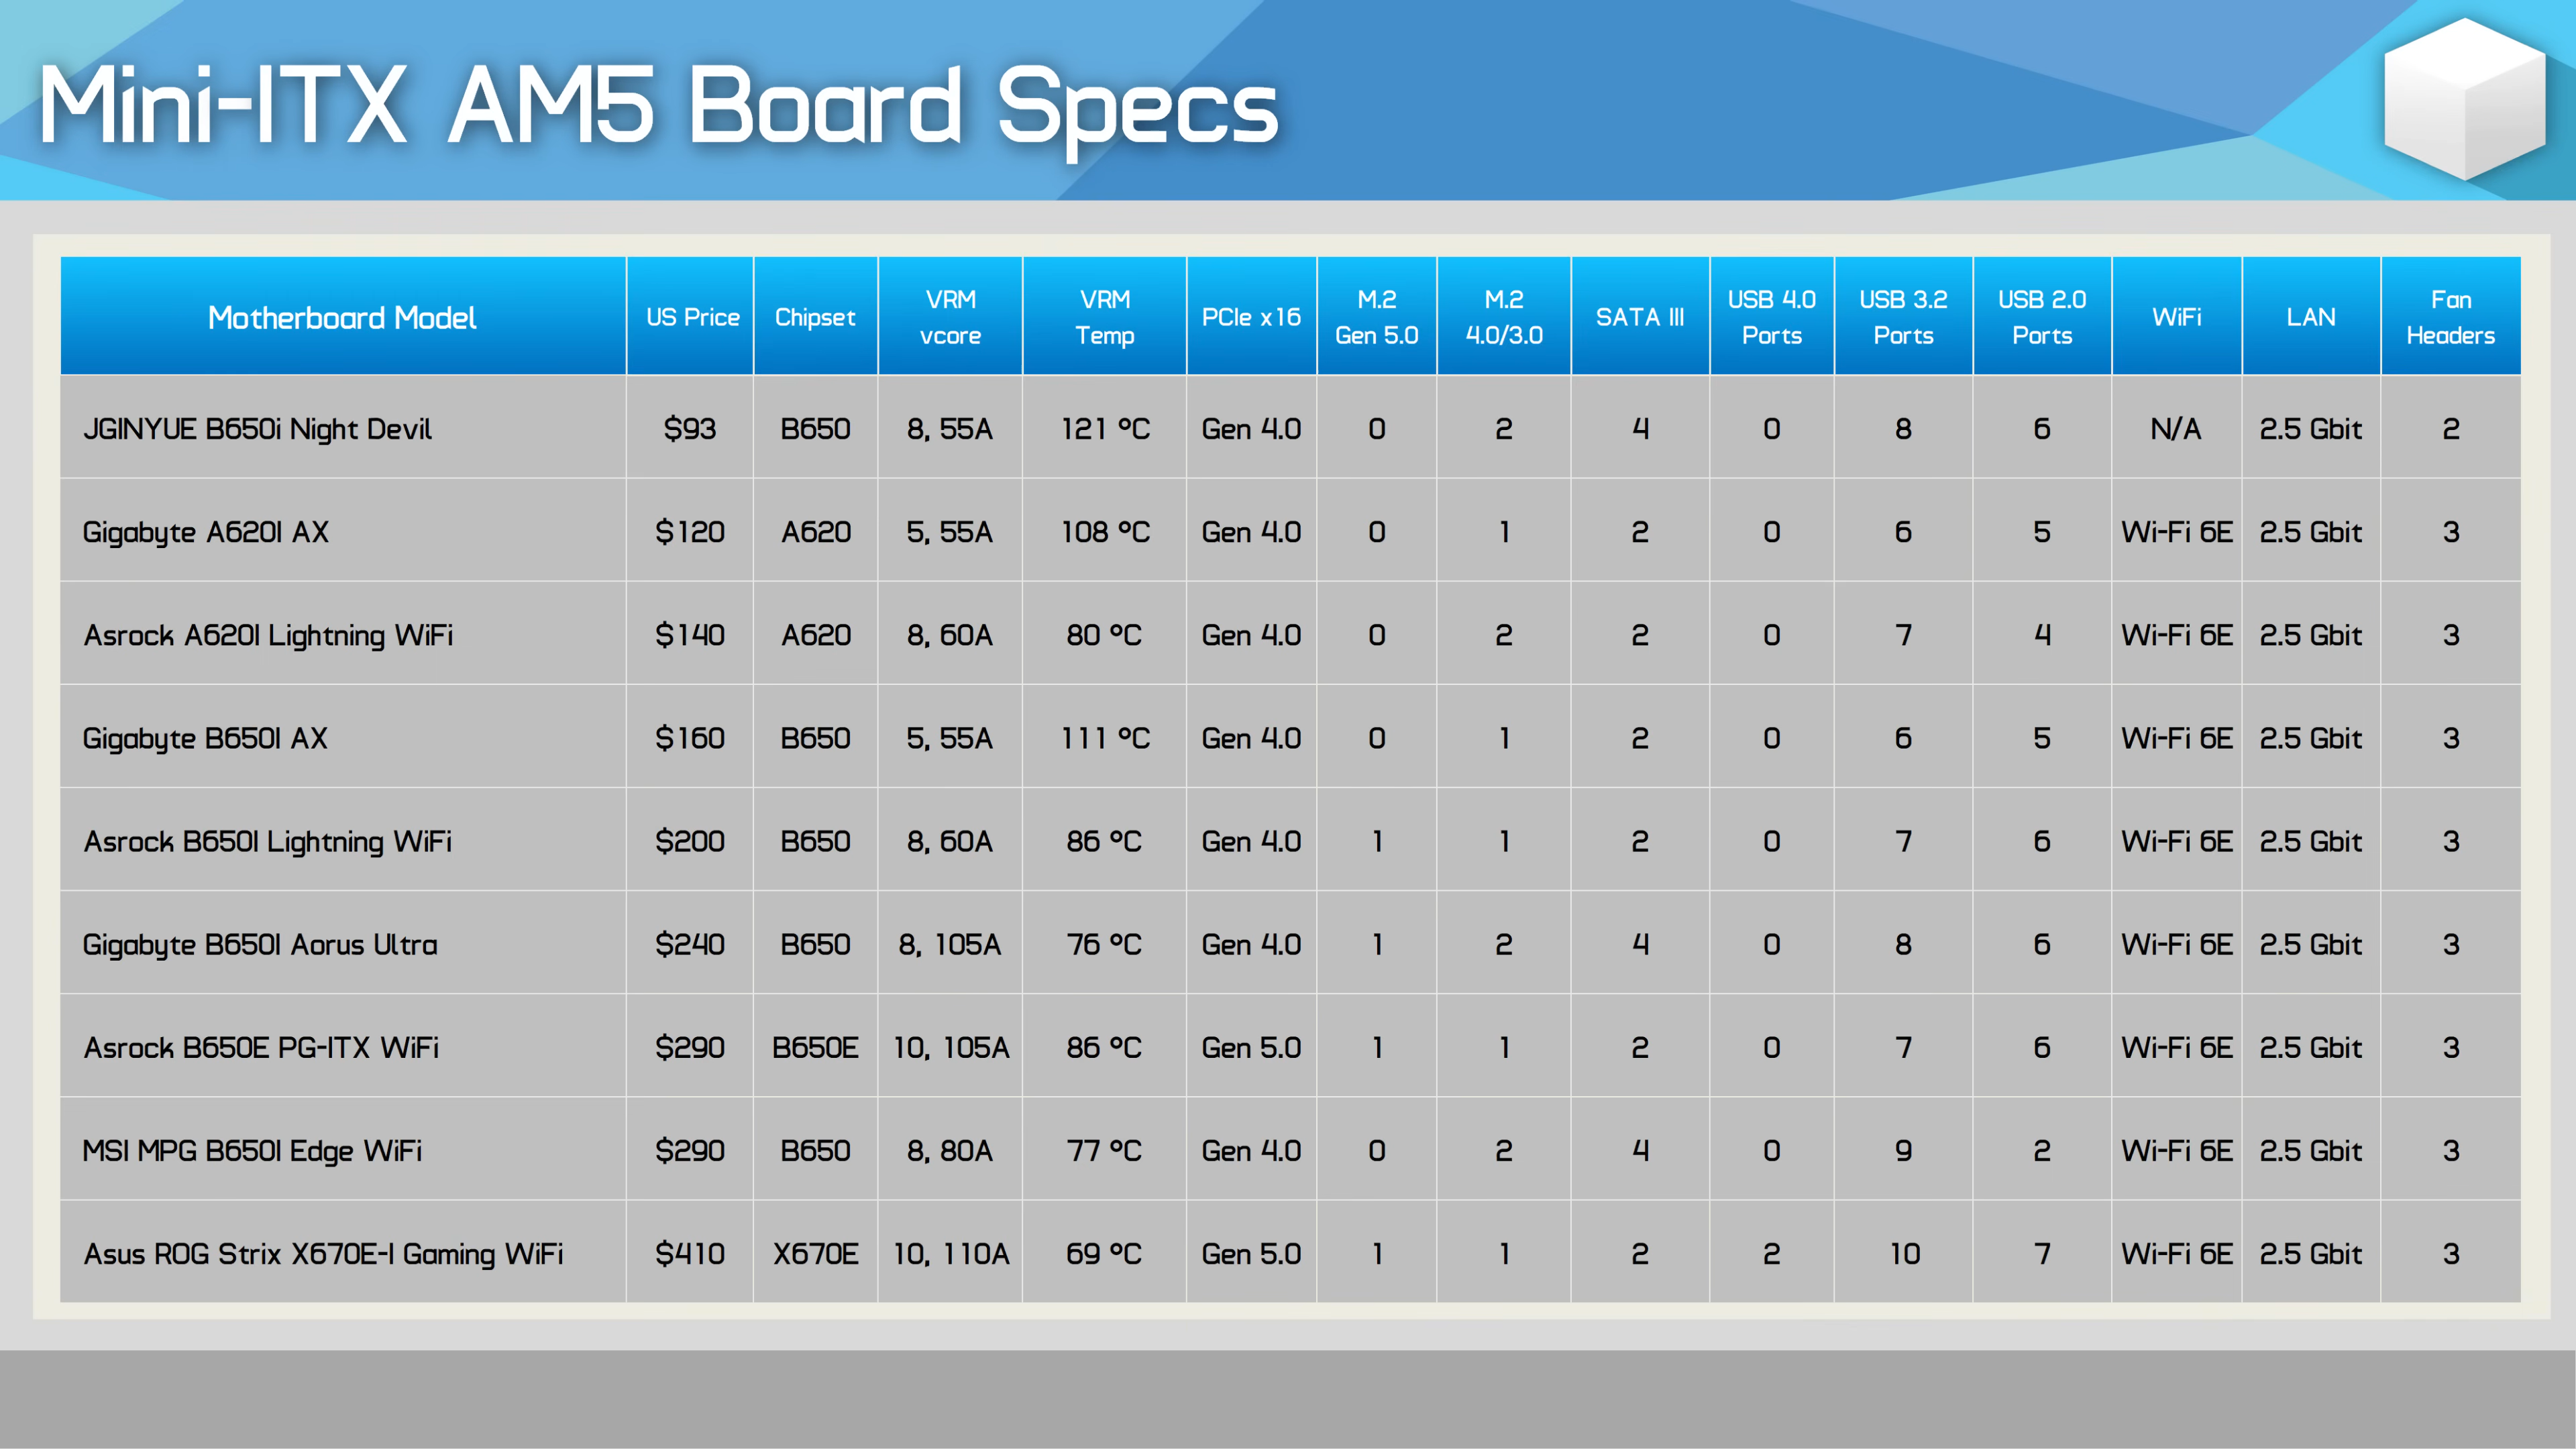 Mini-ITX AM5 Board Specs
Motherboard Model US Price Chipset VRM vcore VRM Temp PCIe x16 M.2 Gen 5.0 M.2 4.0/3.0 SATA III USB 4.0 Ports USB 3.2 Ports USB 2.0 Ports WiFi LAN Fan Headers
JGINYUE B650i Night Devil $93 B650 8, 55A 121 °C Gen 4.0 0 2 4 0 8 6 N/A 2.5 Gbit 2
Gigabyte A620I AX $120 A620 5, 55A 108 °C Gen 4.0 0 1 2 0 6 5 Wi-Fi 6E 2.5 Gbit 3
Asrock A620I Lightning WiFi $140 A620 8, 60A 80 °C Gen 4.0 0 2 2 0 7 4 Wi-Fi 6E 2.5 Gbit 3
Gigabyte B650I AX $160 B650 5, 55A 111 °C Gen 4.0 0 1 2 0 6 5 Wi-Fi 6E 2.5 Gbit 3
Asrock B650I Lightning WiFi $200 B650 8, 60A 86 °C Gen 4.0 1 1 2 0 7 6 Wi-Fi 6E 2.5 Gbit 3
Gigabyte B650I Aorus Ultra $240 B650 8, 105A 76 °C Gen 4.0 1 2 4 0 8 6 Wi-Fi 6E 2.5 Gbit 3
Asrock B650E PG-ITX WiFi $290 B650E 10, 105A 86 °C Gen 5.0 1 1 2 0 7 6 Wi-Fi 6E 2.5 Gbit 3
MSI MPG B650I Edge WiFi $290 B650 8, 80A 77 °C Gen 4.0 0 2 4 0 9 2 Wi-Fi 6E 2.5 Gbit 3
Asus ROG Strix X670E-I Gaming WiFi $410 X670E 10, 110A 69 °C Gen 5.0 1 1 2 2 10 7 Wi-Fi 6E 2.5 Gbit 3